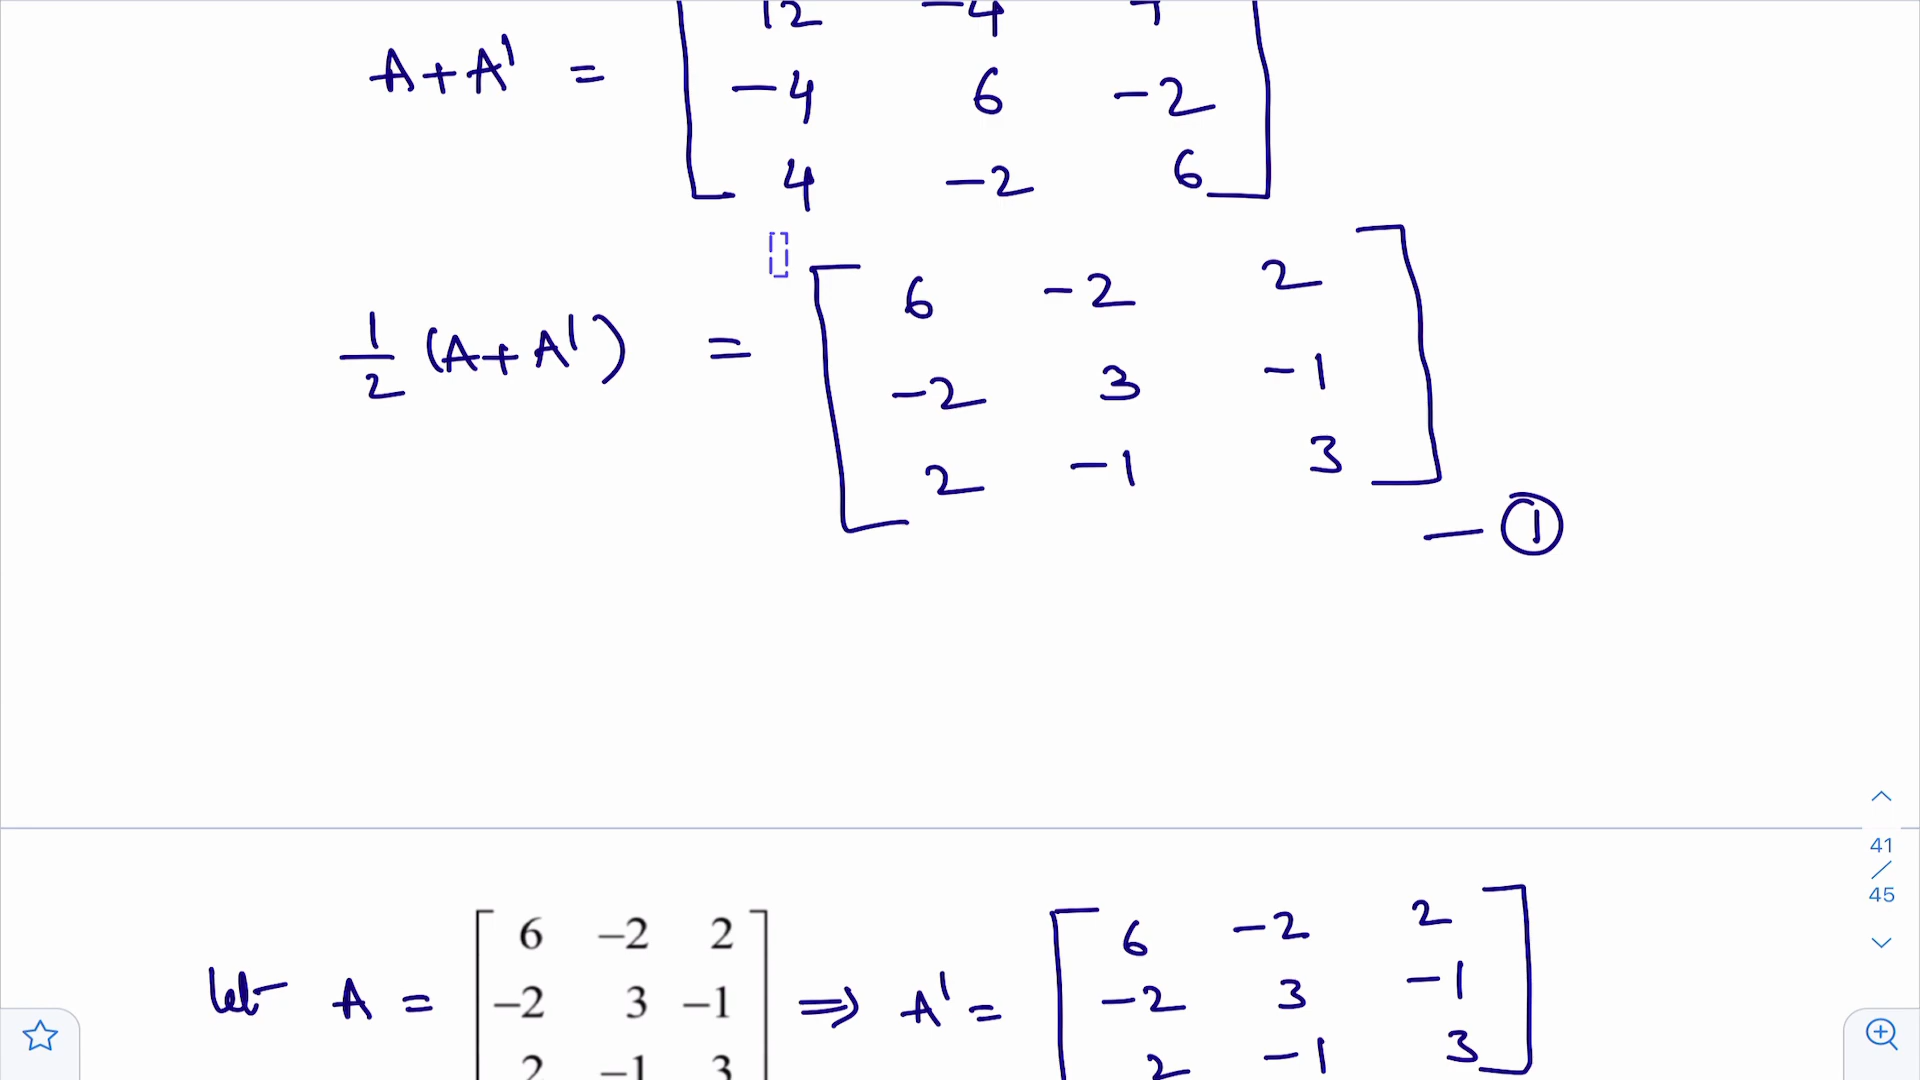 12 -4 4
A+A' =
-4 6 -2
4 -2 6
1/2 (A+A') =
6 -2 2
-2 3 -1
2 -1 3
— ①
41
/
45
let A =
6 -2 2
-2 3 -1
2 -1 3
⇒ A' =
6 -2 2
-2 3 -1
2 -1 3